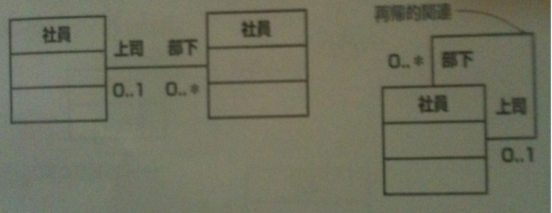 社員
上司 部下
0..1 0..*
社員
再帰的関連
0..* 部下
社員
上司
0..1